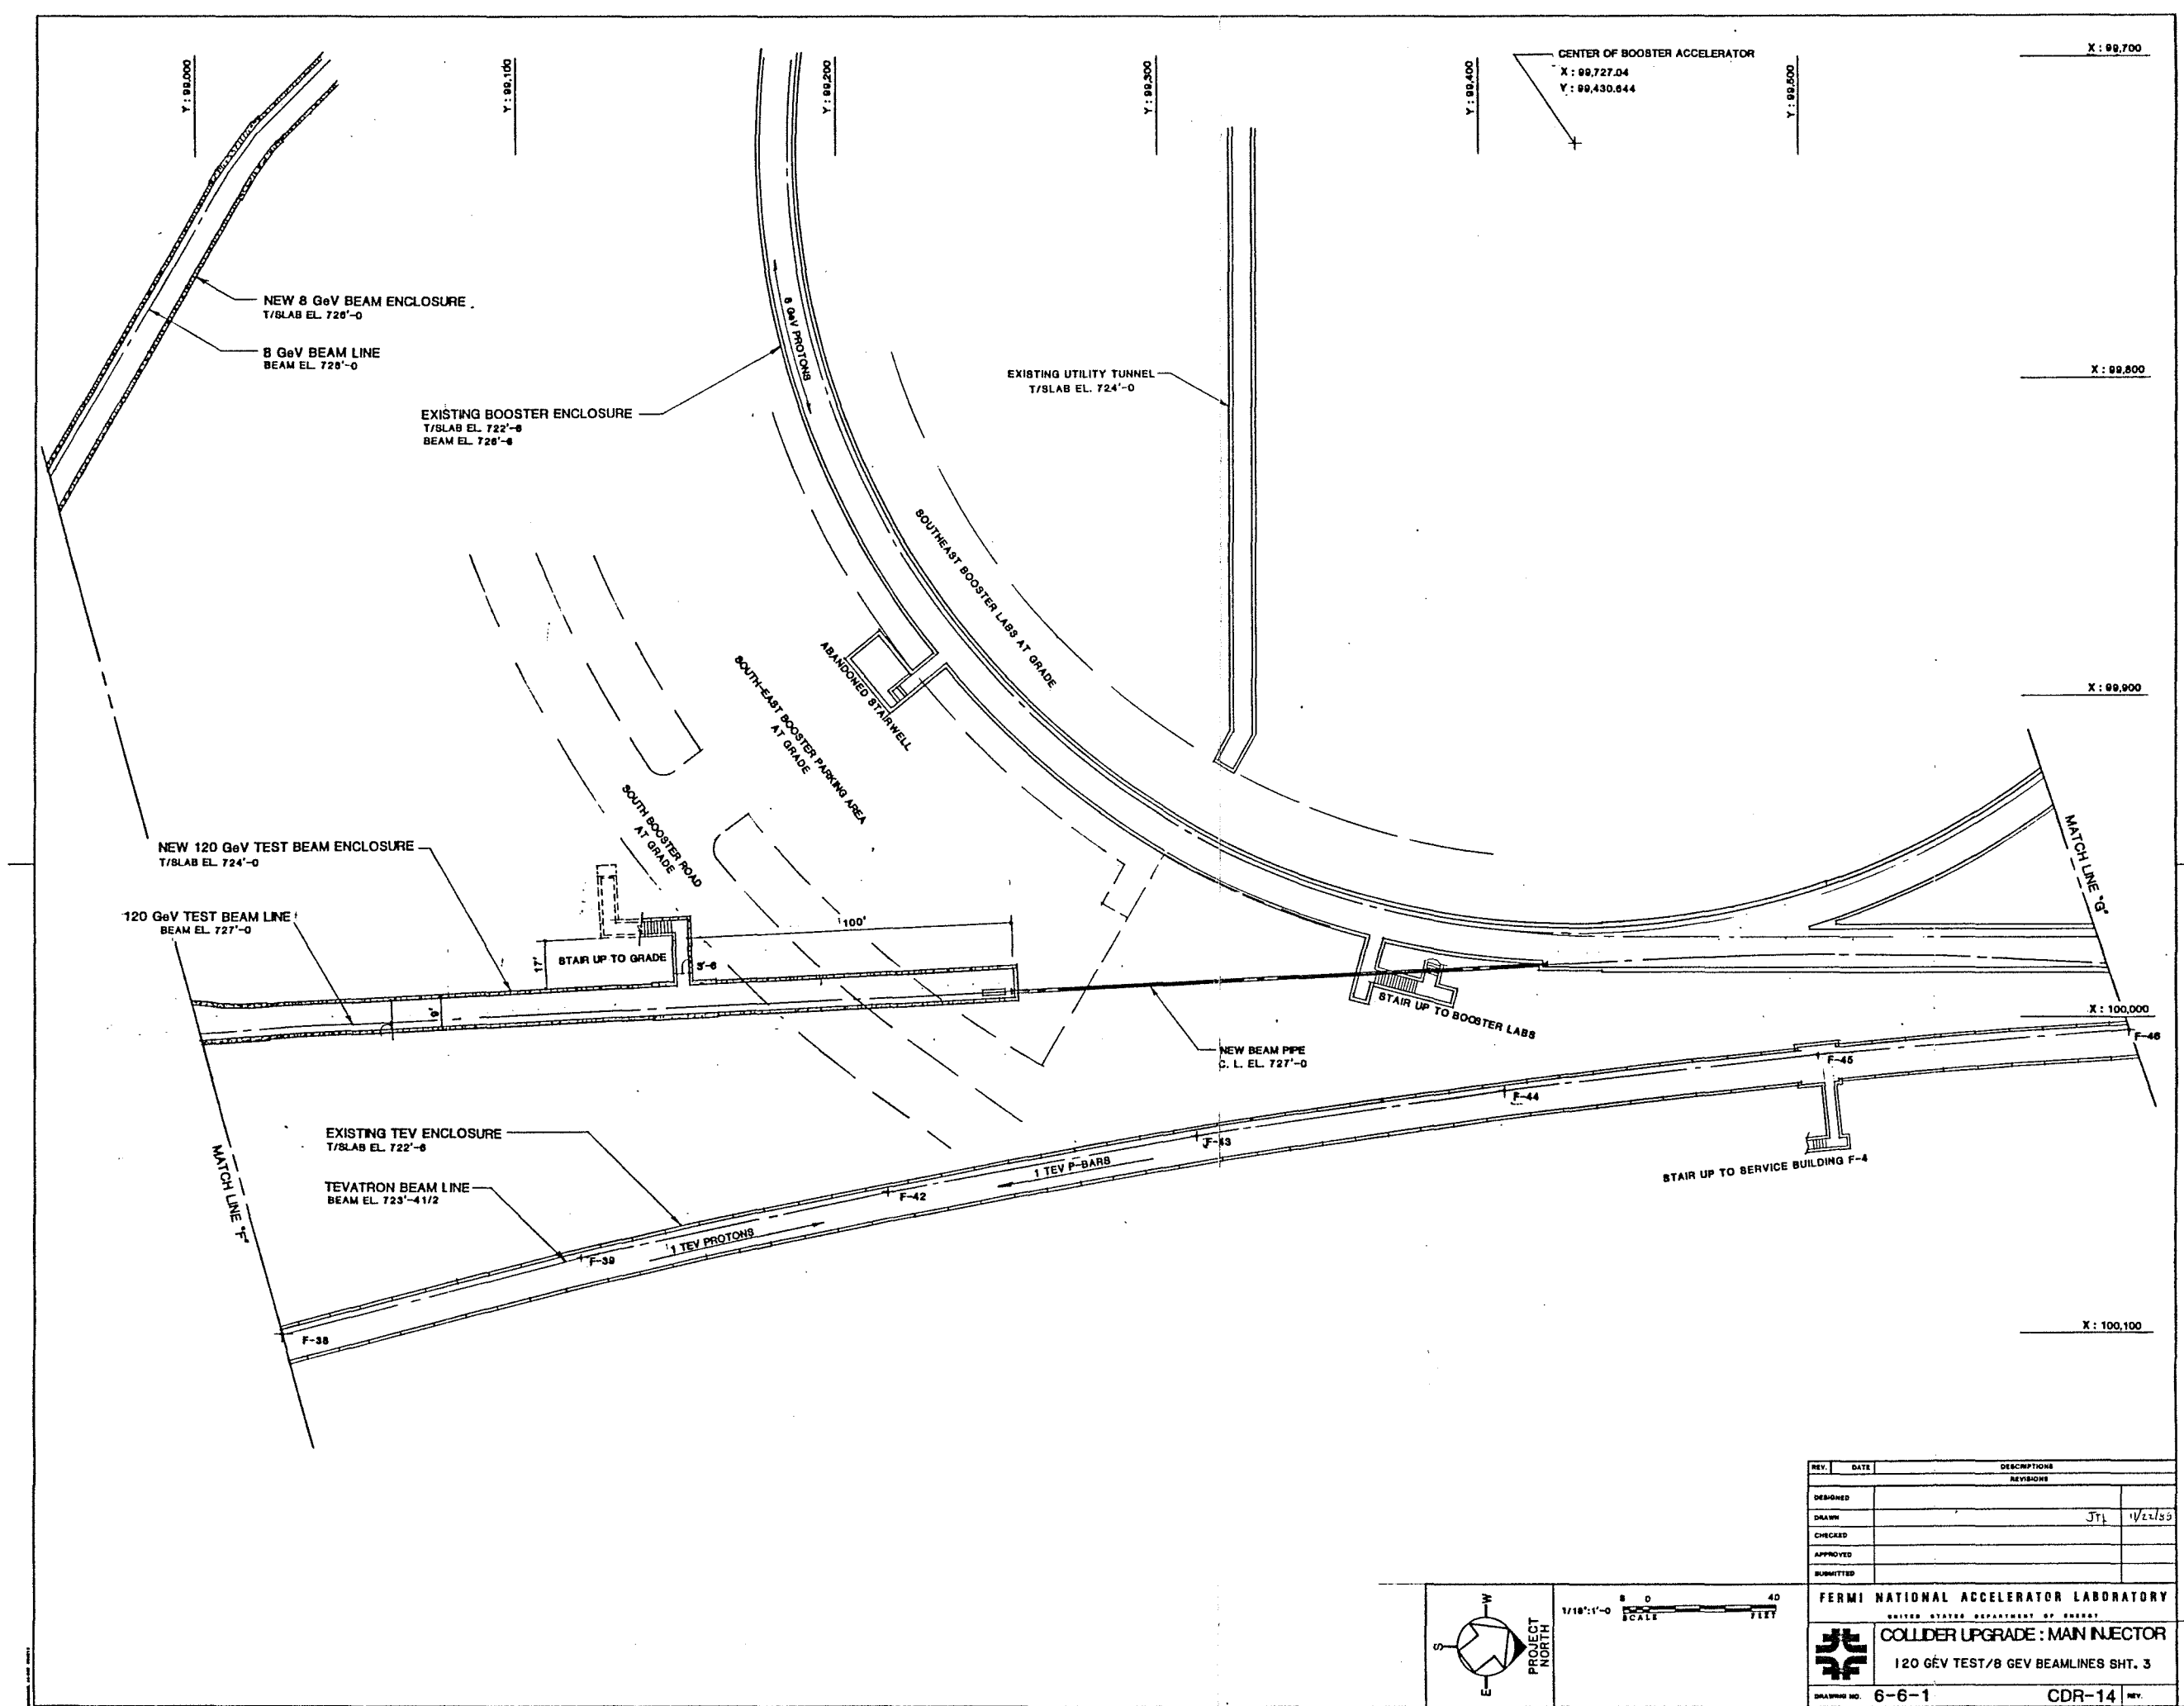 Y : 99,000
Y : 99,100
Y : 99,200
Y : 99,300
Y : 99,400
Y : 99,500
CENTER OF BOOSTER ACCELERATOR
X : 99,727.04
Y : 99,430.644
X : 99,700
X : 99,800
X : 99,900
X : 100,000
X : 100,100
NEW 8 GeV BEAM ENCLOSURE
T/SLAB EL. 726'-0
8 GeV BEAM LINE
BEAM EL. 728'-0
8 GeV PROTONS
EXISTING BOOSTER ENCLOSURE
T/SLAB EL. 722'-6
BEAM EL. 726'-6
EXISTING UTILITY TUNNEL
T/SLAB EL. 724'-0
SOUTHEAST BOOSTER LABS AT GRADE
ABANDONED STAIRWELL
SOUTH-EAST BOOSTER PARKING AREA
AT GRADE
SOUTH BOOSTER ROAD
AT GRADE
NEW 120 GeV TEST BEAM ENCLOSURE
T/SLAB EL. 724'-0
120 GeV TEST BEAM LINE
BEAM EL. 727'-0
100'
17'
STAIR UP TO GRADE
3'-6
9'
STAIR UP TO BOOSTER LABS
NEW BEAM PIPE
C. L. EL. 727'-0
MATCH LINE "G"
MATCH LINE "F"
F-46
F-45
F-44
F-43
F-42
F-39
F-38
1 TEV P-BARS
1 TEV PROTONS
EXISTING TEV ENCLOSURE
T/SLAB EL. 722'-6
TEVATRON BEAM LINE
BEAM EL. 723'-41/2
STAIR UP TO SERVICE BUILDING F-4
REV. DATE DESCRIPTIONS
REVISIONS
DESIGNED
DRAWN
CHECKED
APPROVED
SUBMITTED
FERMI NATIONAL ACCELERATOR LABORATORY
UNITED STATES DEPARTMENT OF ENERGY
COLLIDER UPGRADE : MAIN INJECTOR
120 GEV TEST/8 GEV BEAMLINES SHT. 3
DRAWING NO. 6-6-1 CDR-14 REV.
W
S
E
PROJECT
NORTH
1/16":1'-0
8 0 40
SCALE FEET